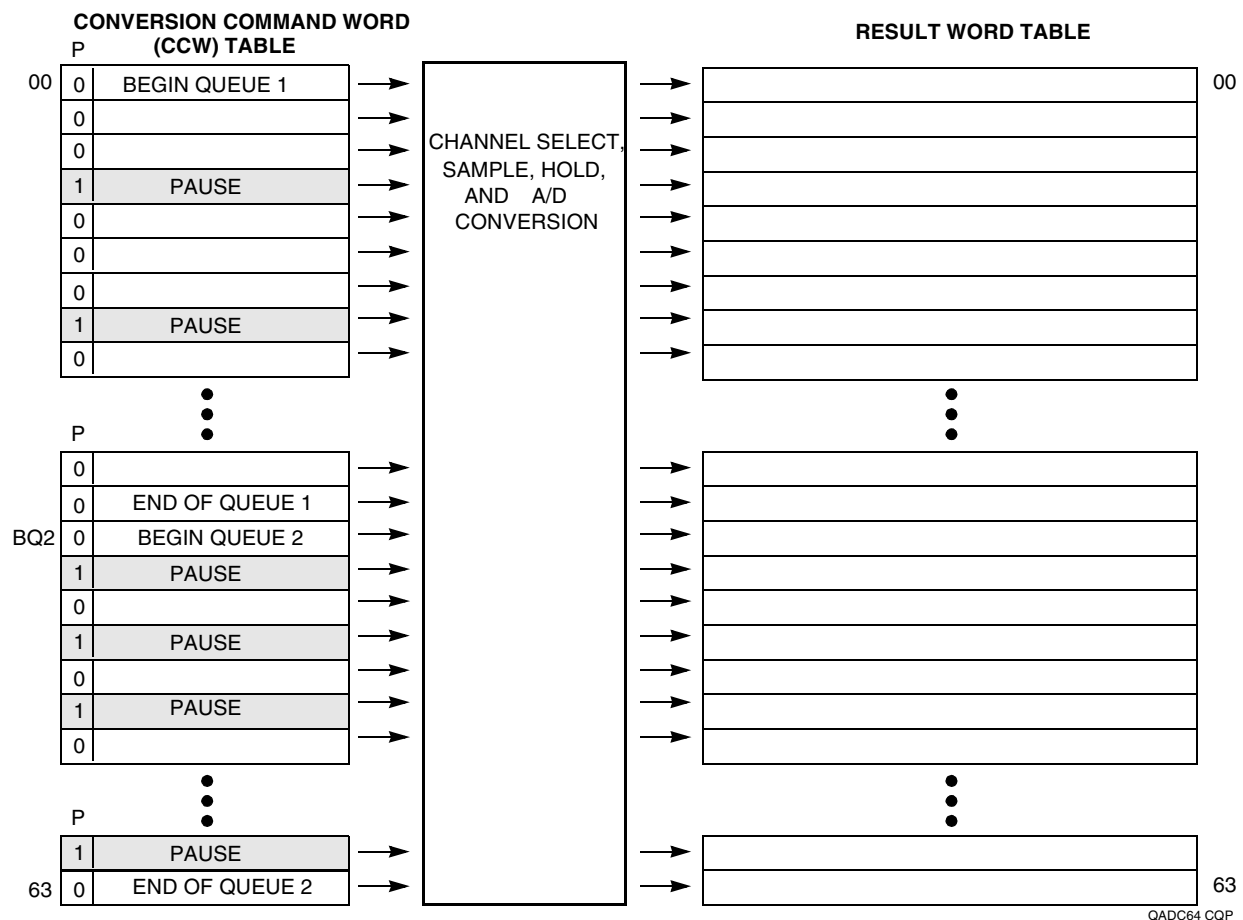 CONVERSION COMMAND WORD
(CCW) TABLE
RESULT WORD TABLE
P
00 0 BEGIN QUEUE 1 00
0
0
1 PAUSE
0
0
0
1 PAUSE
0
CHANNEL SELECT,
SAMPLE, HOLD,
AND A/D
CONVERSION
P
0
0 END OF QUEUE 1
BQ2 0 BEGIN QUEUE 2
1 PAUSE
0
1 PAUSE
0
1 PAUSE
0
P
1 PAUSE
63 0 END OF QUEUE 2 63
QADC64 CQP